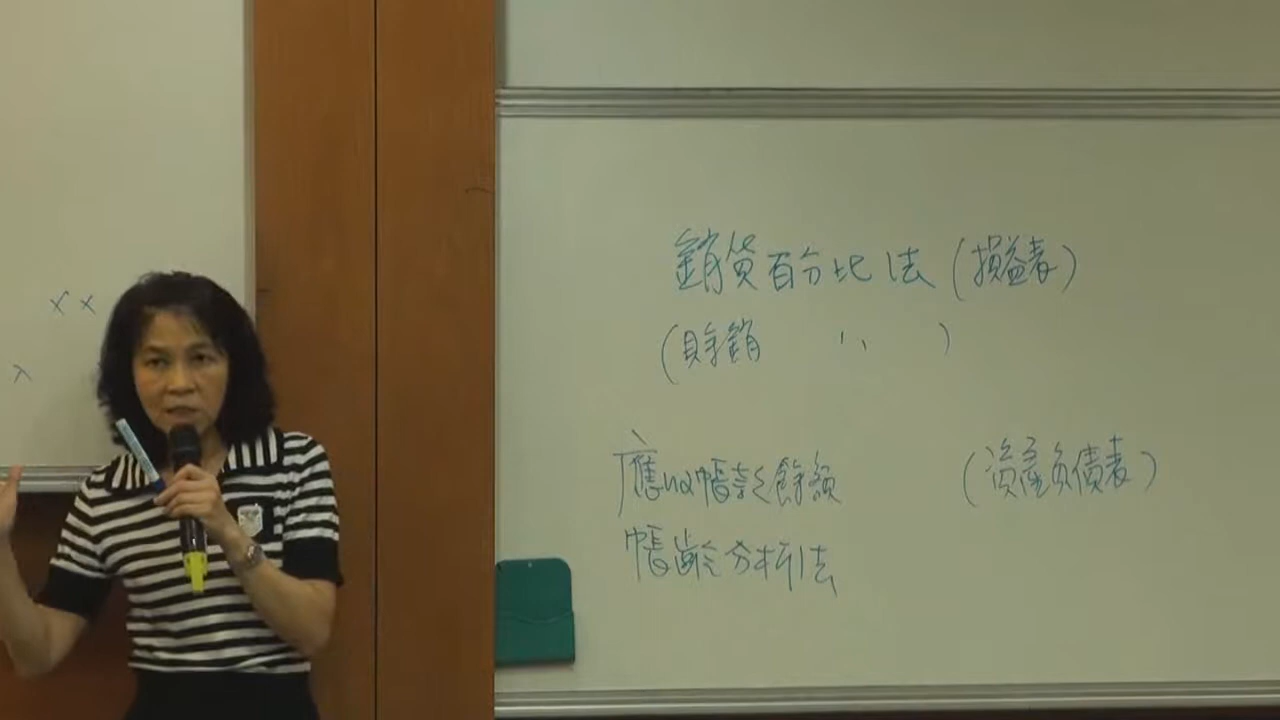 x x
x
銷貨百分比法(損益表)
(賒銷 〃 )
應收帳款餘額 (資產負債表)
帳齡分析法